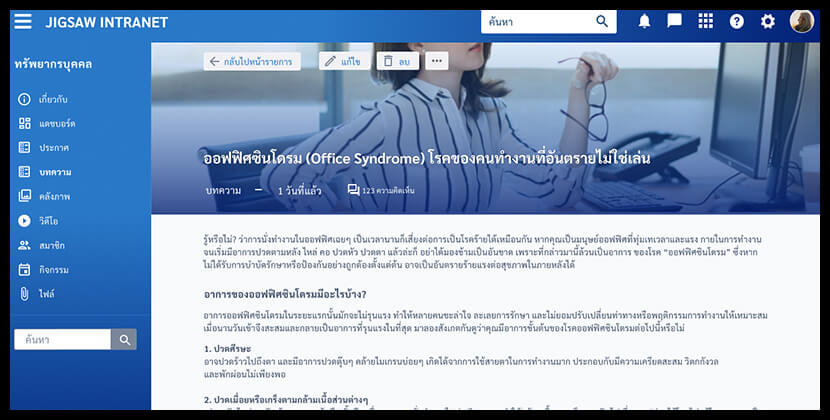 JIGSAW INTRANET
ค้นหา
ทรัพยากรบุคคล
เกี่ยวกับ
แดชบอร์ด
ประกาศ
บทความ
คลังภาพ
วิดีโอ
สมาชิก
กิจกรรม
ไฟล์
ค้นหา
กลับไปหน้ารายการ
แก้ไข
ลบ
ออฟฟิศซินโดรม (Office Syndrome) โรคของคนทำงานที่อันตรายไม่ใช่เล่น
บทความ – 1 วันที่แล้ว 123 ความคิดเห็น
รู้หรือไม่? ว่าการนั่งทำงานในออฟฟิศเฉยๆ เป็นเวลานานก็เสี่ยงต่อการเป็นโรคร้ายได้เหมือนกัน หากคุณเป็นมนุษย์ออฟฟิศที่ทุ่มเทเวลาและแรง ภายในการทำงาน
จนเริ่มมีอาการปวดตามหลัง ไหล่ คอ ปวดหัว ปวดตา แล้วล่ะก็ อย่าได้มองข้ามเป็นอันขาด เพราะที่กล่าวมานี้ล้วนเป็นอาการ ของโรค “ออฟฟิศซินโดรม” ซึ่งหาก
ไม่ได้รับการบำบัดรักษาหรือป้องกันอย่างถูกต้องตั้งแต่ต้น อาจเป็นอันตรายร้ายแรงต่อสุขภาพในภายหลังได้
อาการของออฟฟิศซินโดรมมีอะไรบ้าง?
อาการออฟฟิศซินโดรมในระยะแรกนั้นมักจะไม่รุนแรง ทำให้หลายคนชะล่าใจ ละเลยการรักษา และไม่ยอมปรับเปลี่ยนท่าทางหรือพฤติกรรมการทำงานให้เหมาะสม
เมื่อนานวันเข้าจึงสะสมและกลายเป็นอาการที่รุนแรงในที่สุด มาลองสังเกตกันดูว่าคุณมีอาการขั้นต้นของโรคออฟฟิศซินโดรมต่อไปนี้หรือไม่
1. ปวดศีรษะ
อาจปวดร้าวไปถึงตา และมีอาการปวดตุ๊บๆ คล้ายไมเกรนบ่อยๆ เกิดได้จากการใช้สายตาในการทำงานมาก ประกอบกับมีความเครียดสะสม วิตกกังวล
และพักผ่อนไม่เพียงพอ
2. ปวดเมื่อยหรือเกร็งตามกล้ามเนื้อส่วนต่างๆ